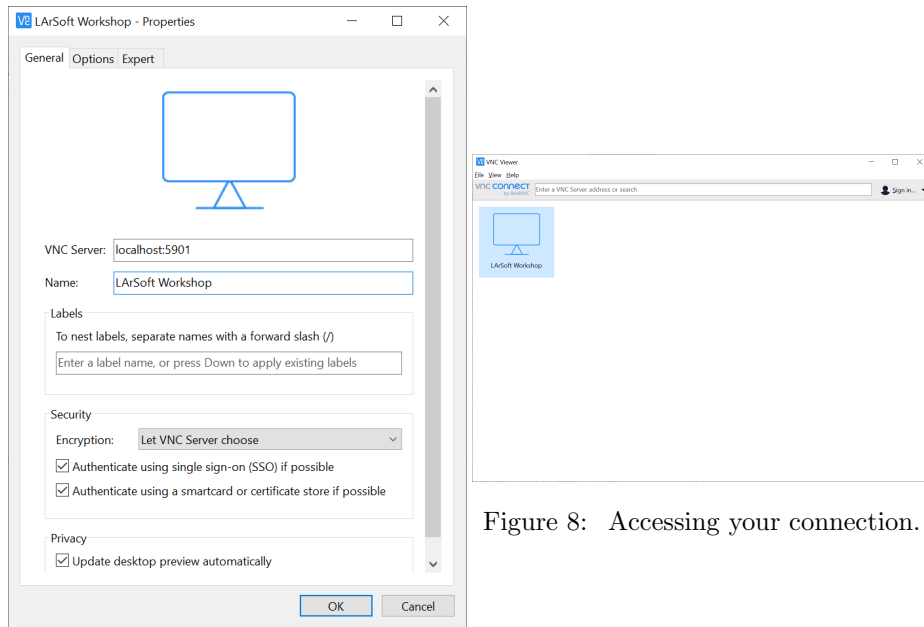 LArSoft Workshop - Properties
General Options Expert
VNC Server: localhost:5901
Name: LArSoft Workshop
Labels
To nest labels, separate names with a forward slash (/)
Enter a label name, or press Down to apply existing labels
Security
Encryption: Let VNC Server choose
Authenticate using single sign-on (SSO) if possible
Authenticate using a smartcard or certificate store if possible
Privacy
Update desktop preview automatically
OK Cancel
VNC Viewer
File View Help
VNC CONNECT
by RealVNC
Enter a VNC Server address or search
Sign in...
LArSoft Workshop
Figure 8: Accessing your connection.